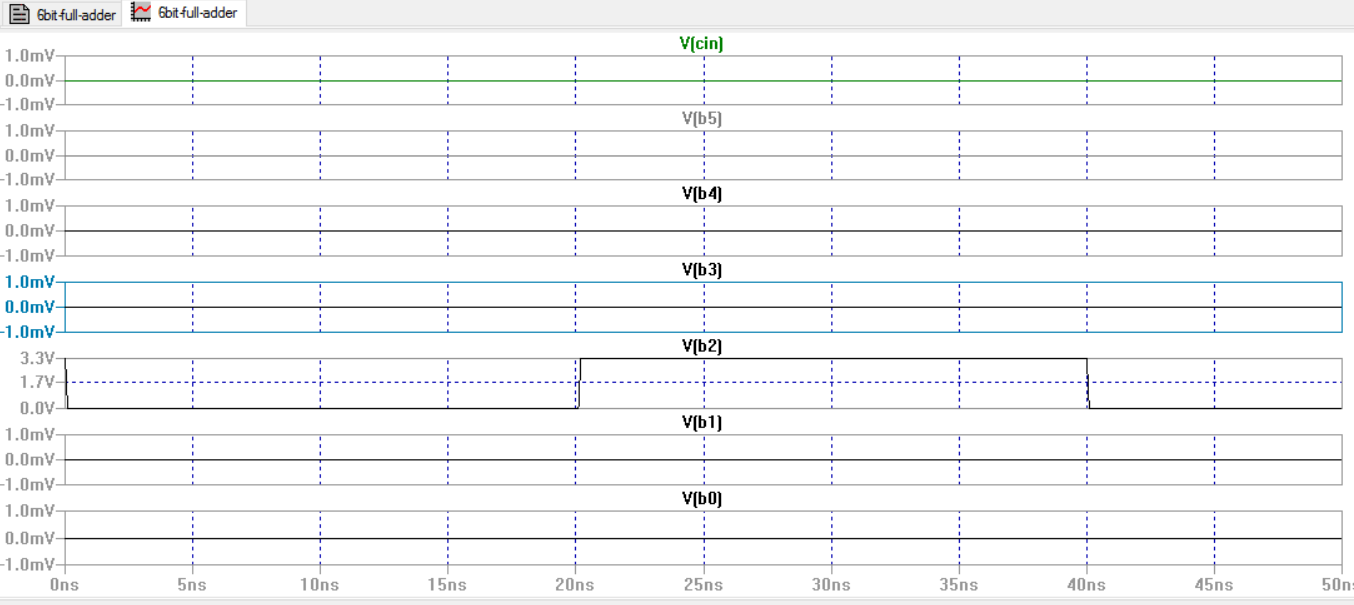 6bit-full-adder 6bit-full-adder
V(cin)
1.0mV
0.0mV
-1.0mV
V(b5)
1.0mV
0.0mV
-1.0mV
V(b4)
1.0mV
0.0mV
-1.0mV
V(b3)
1.0mV
0.0mV
-1.0mV
V(b2)
3.3V
1.7V
0.0V
V(b1)
1.0mV
0.0mV
-1.0mV
V(b0)
1.0mV
0.0mV
-1.0mV
0ns 5ns 10ns 15ns 20ns 25ns 30ns 35ns 40ns 45ns 50ns